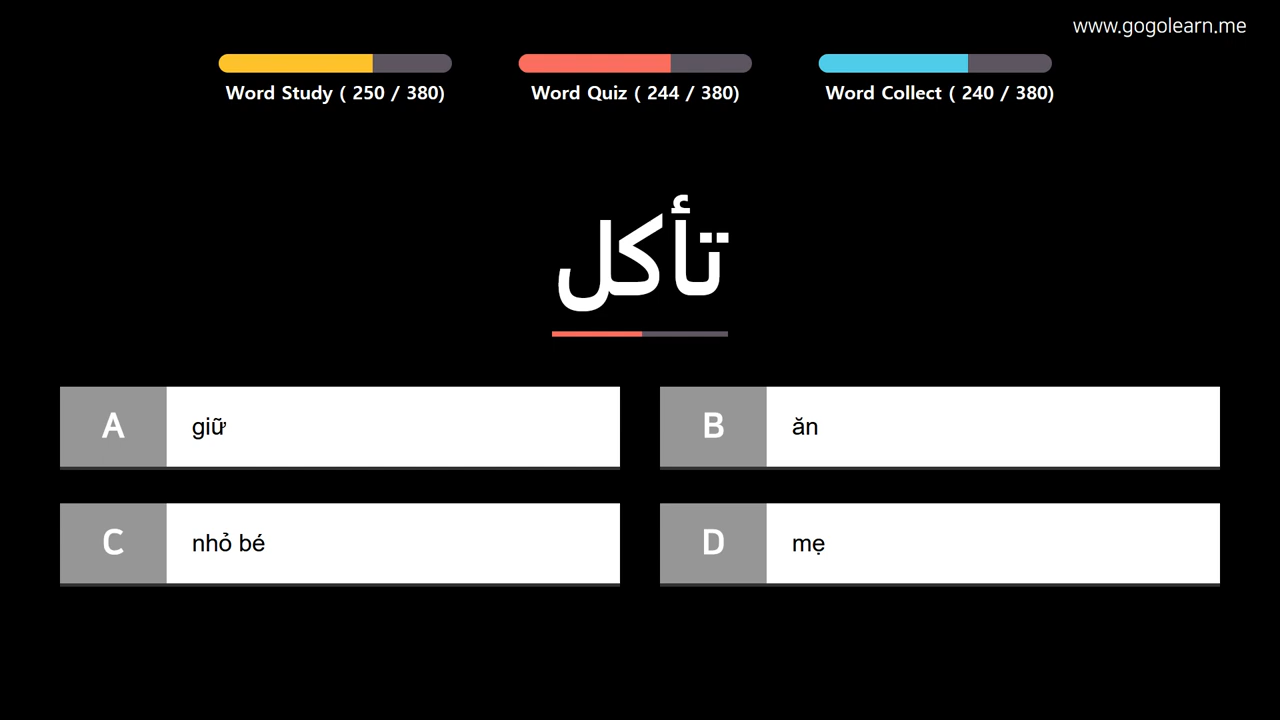 www.gogolearn.me
Word Study ( 250 / 380)
Word Quiz ( 244 / 380)
Word Collect ( 240 / 380)
تأكل
A giữ
B ăn
C nhỏ bé
D mẹ